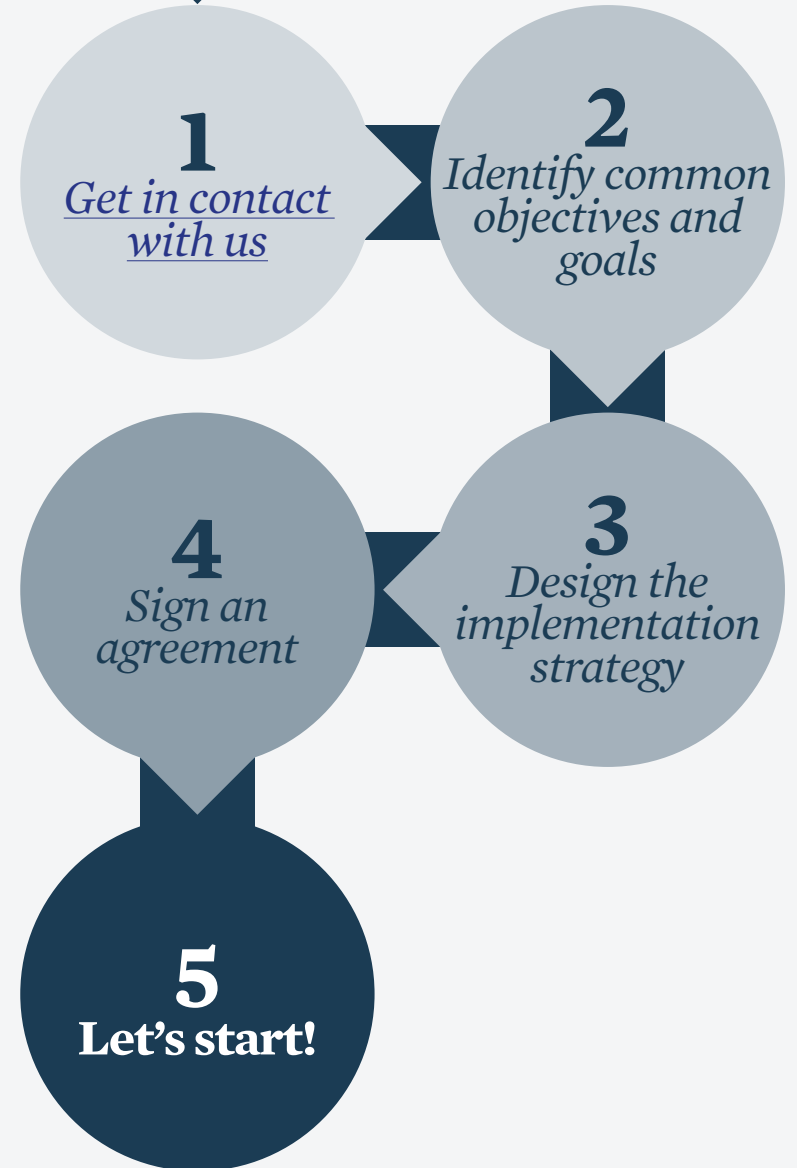 1
Get in contact
with us
2
Identify common
objectives and
goals
3
Design the
implementation
strategy
4
Sign an
agreement
5
Let’s start!